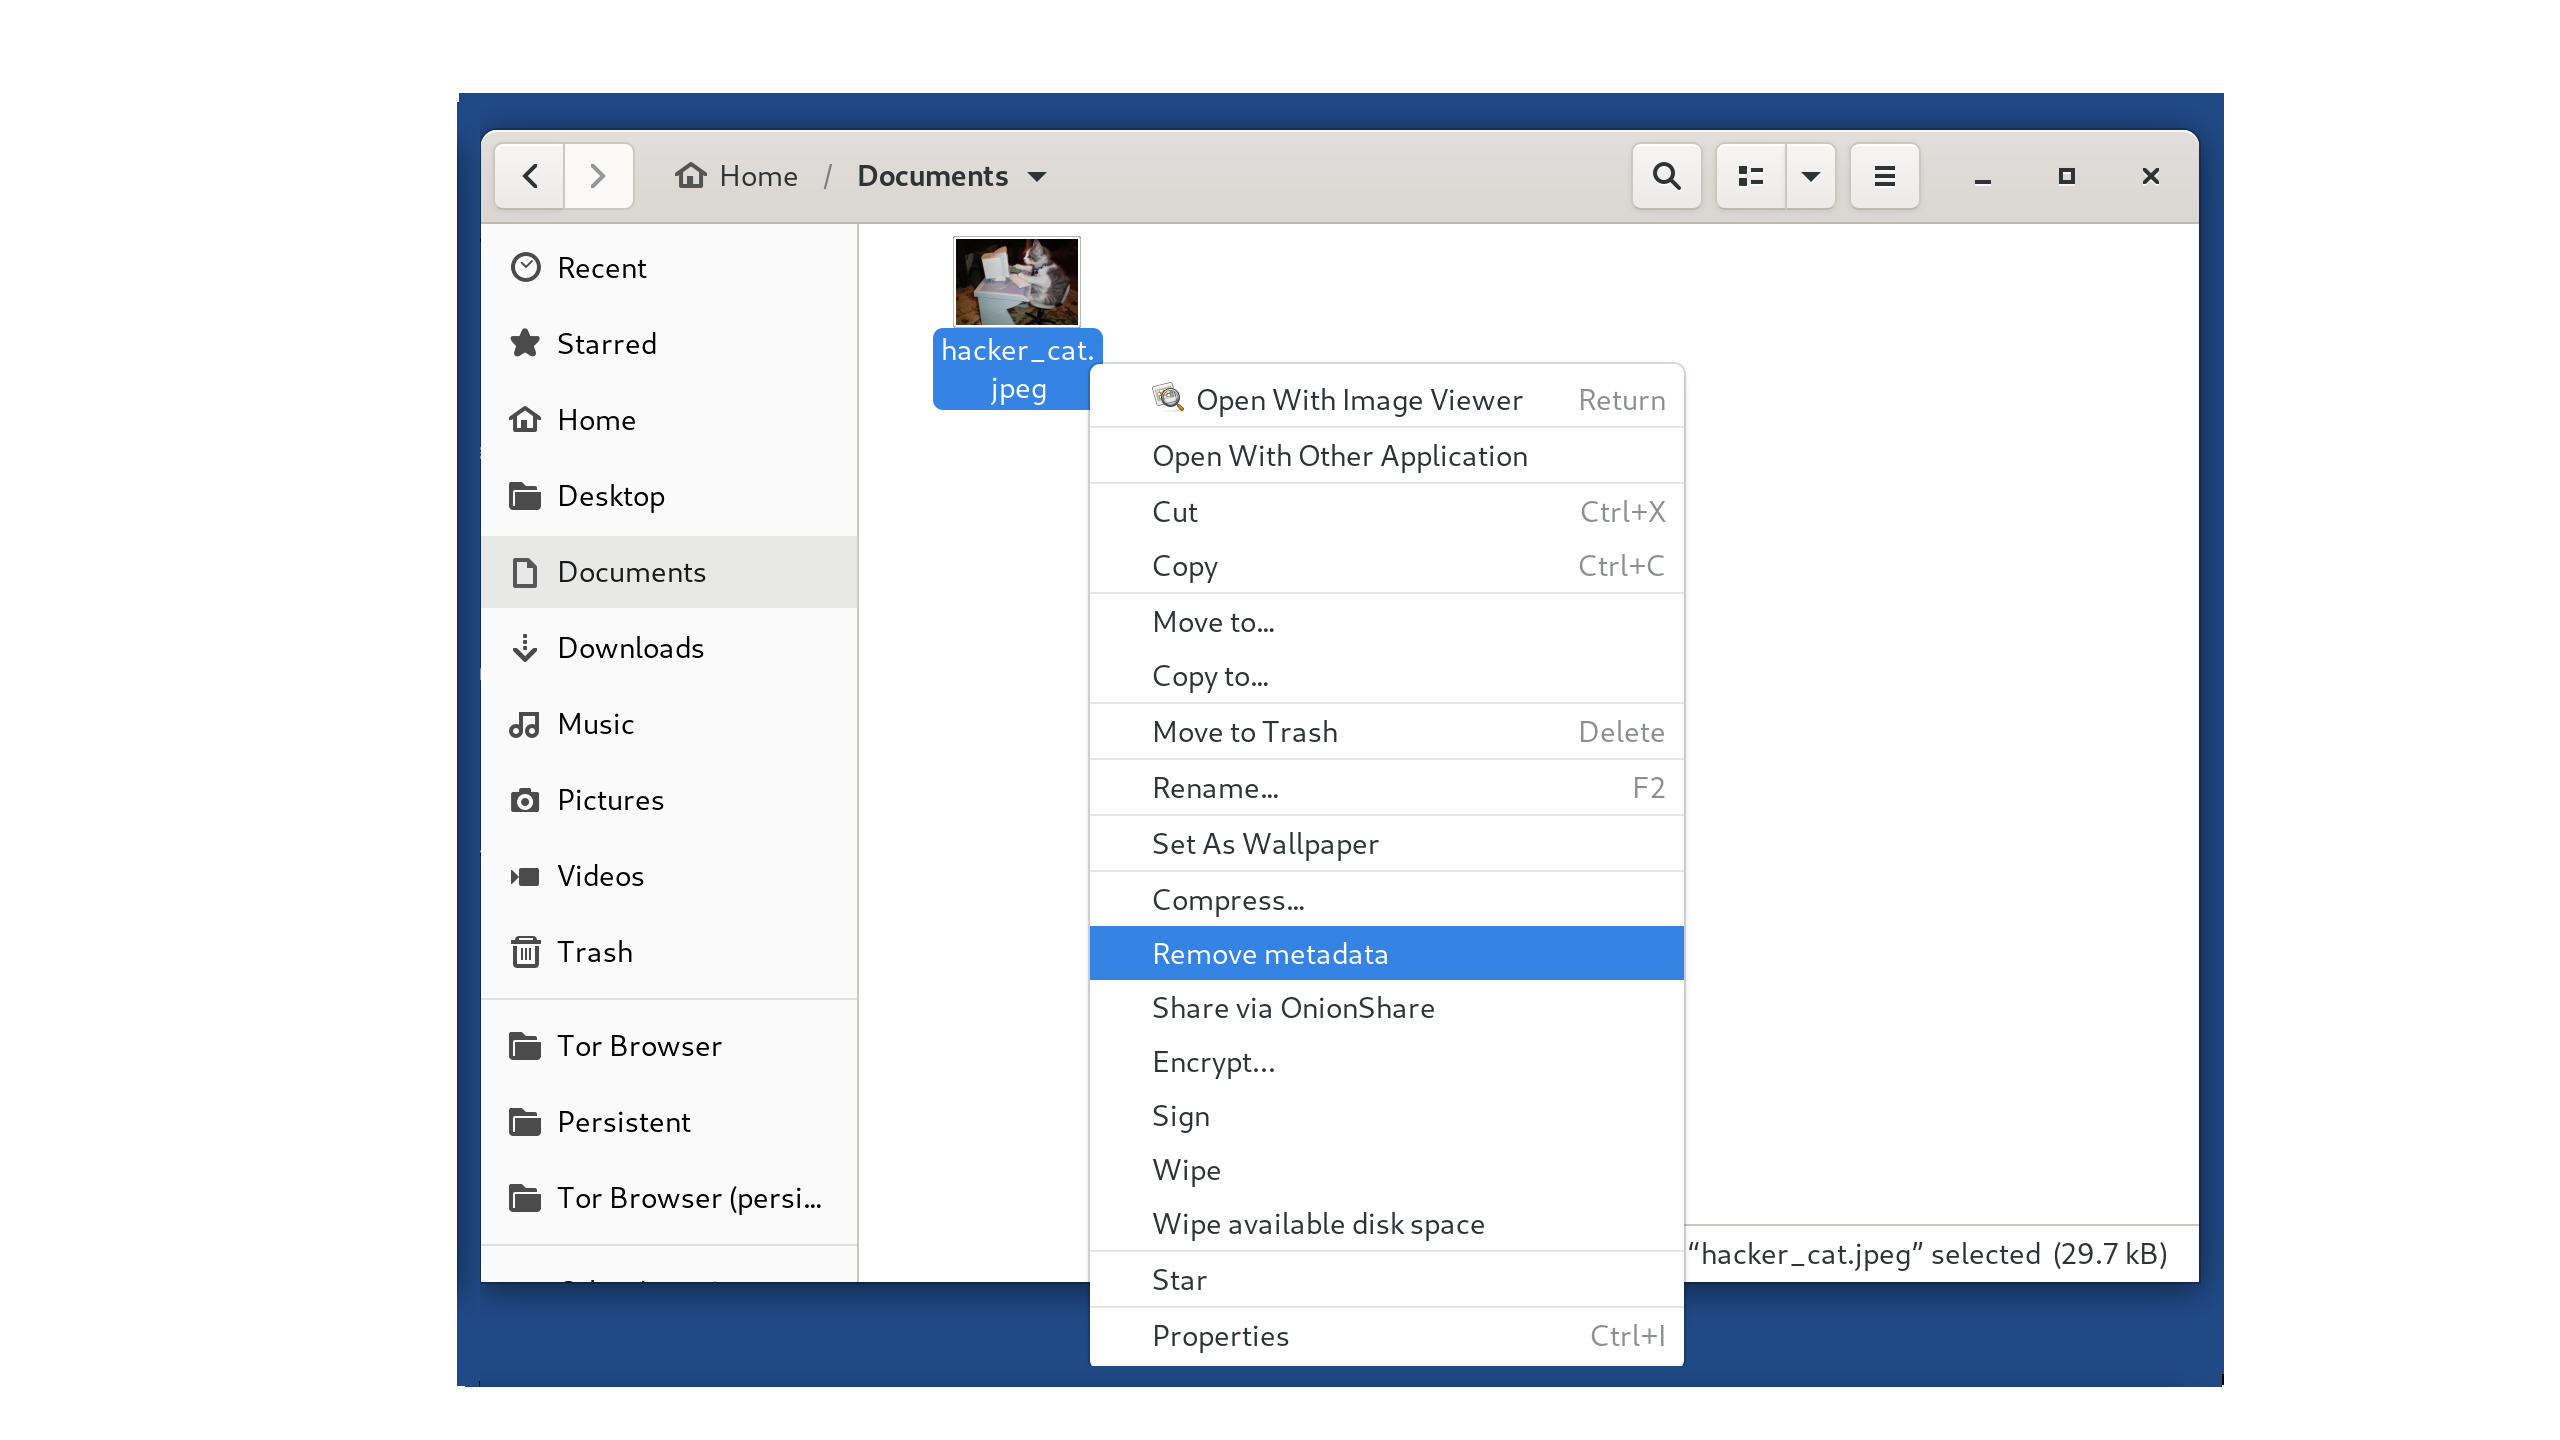 Home / Documents
Recent
Starred
Home
Desktop
Documents
Downloads
Music
Pictures
Videos
Trash
Tor Browser
Persistent
Tor Browser (persi…
hacker_cat.
jpeg
Open With Image Viewer Return
Open With Other Application
Cut Ctrl+X
Copy Ctrl+C
Move to…
Copy to…
Move to Trash Delete
Rename… F2
Set As Wallpaper
Compress…
Remove metadata
Share via OnionShare
Encrypt...
Sign
Wipe
Wipe available disk space
Star
Properties Ctrl+I
“hacker_cat.jpeg” selected (29.7 kB)